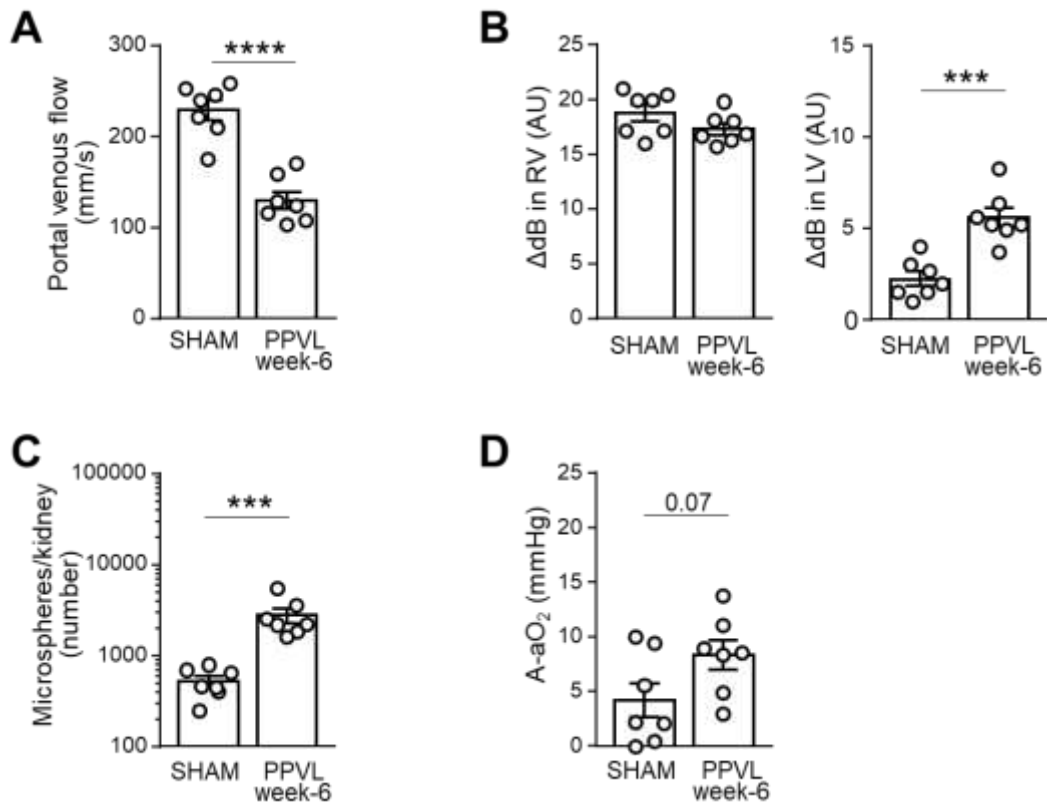 A
Portal venous flow
(mm/s)
300
200
100
0
****
SHAM
PPVL
week-6
B
ΔdB in RV (AU)
25
20
15
10
5
0
SHAM
PPVL
week-6
ΔdB in LV (AU)
15
10
5
0
***
SHAM
PPVL
week-6
C
Microspheres/kidney
(number)
100000
10000
1000
100
***
SHAM
PPVL
week-6
D
A-aO₂ (mmHg)
25
20
15
10
5
0
0.07
SHAM
PPVL
week-6